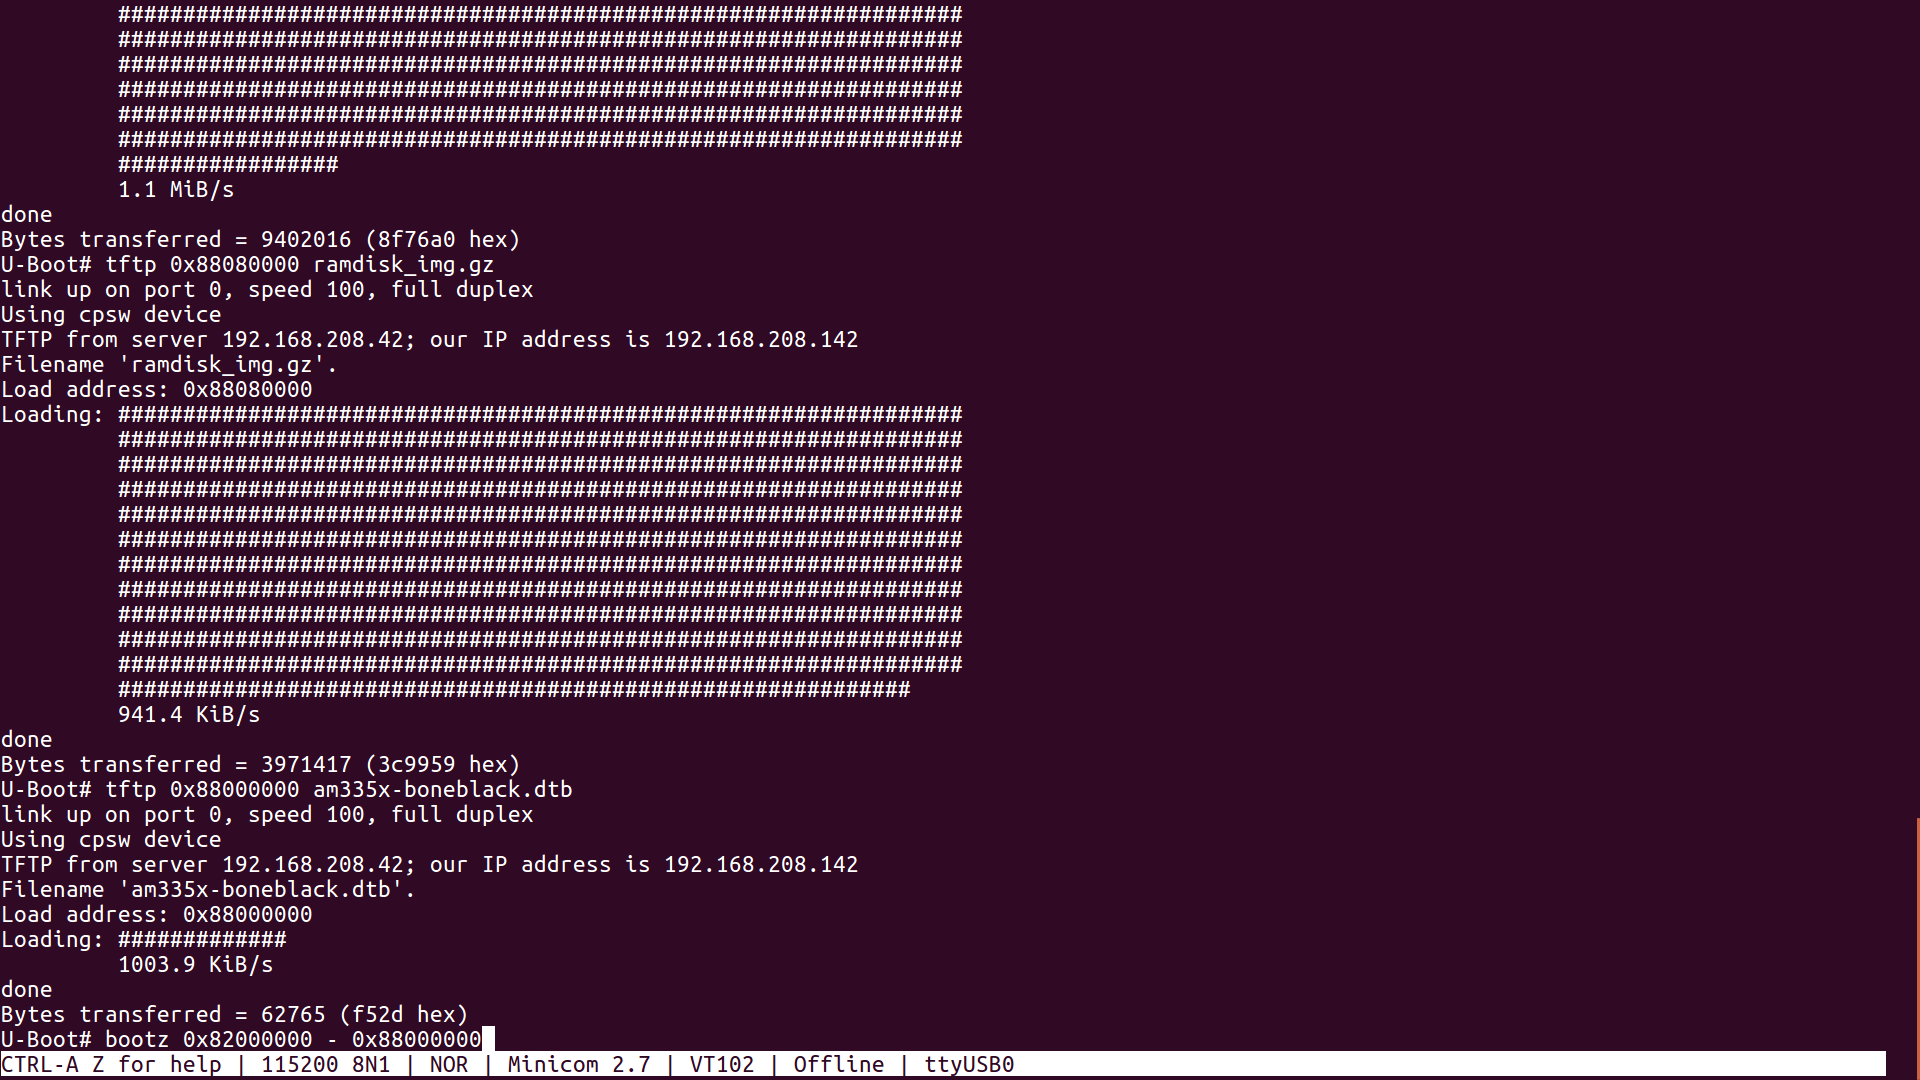 #################################################################
#################################################################
#################################################################
#################################################################
#################################################################
#################################################################
#################
1.1 MiB/s
done
Bytes transferred = 9402016 (8f76a0 hex)
U-Boot# tftp 0x88080000 ramdisk_img.gz
link up on port 0, speed 100, full duplex
Using cpsw device
TFTP from server 192.168.208.42; our IP address is 192.168.208.142
Filename 'ramdisk_img.gz'.
Load address: 0x88080000
Loading: #################################################################
#################################################################
#################################################################
#################################################################
#################################################################
#################################################################
#################################################################
#################################################################
#################################################################
#################################################################
#################################################################
#############################################################
941.4 KiB/s
done
Bytes transferred = 3971417 (3c9959 hex)
U-Boot# tftp 0x88000000 am335x-boneblack.dtb
link up on port 0, speed 100, full duplex
Using cpsw device
TFTP from server 192.168.208.42; our IP address is 192.168.208.142
Filename 'am335x-boneblack.dtb'.
Load address: 0x88000000
Loading: #############
1003.9 KiB/s
done
Bytes transferred = 62765 (f52d hex)
U-Boot# bootz 0x82000000 - 0x88000000
CTRL-A Z for help | 115200 8N1 | NOR | Minicom 2.7 | VT102 | Offline | ttyUSB0